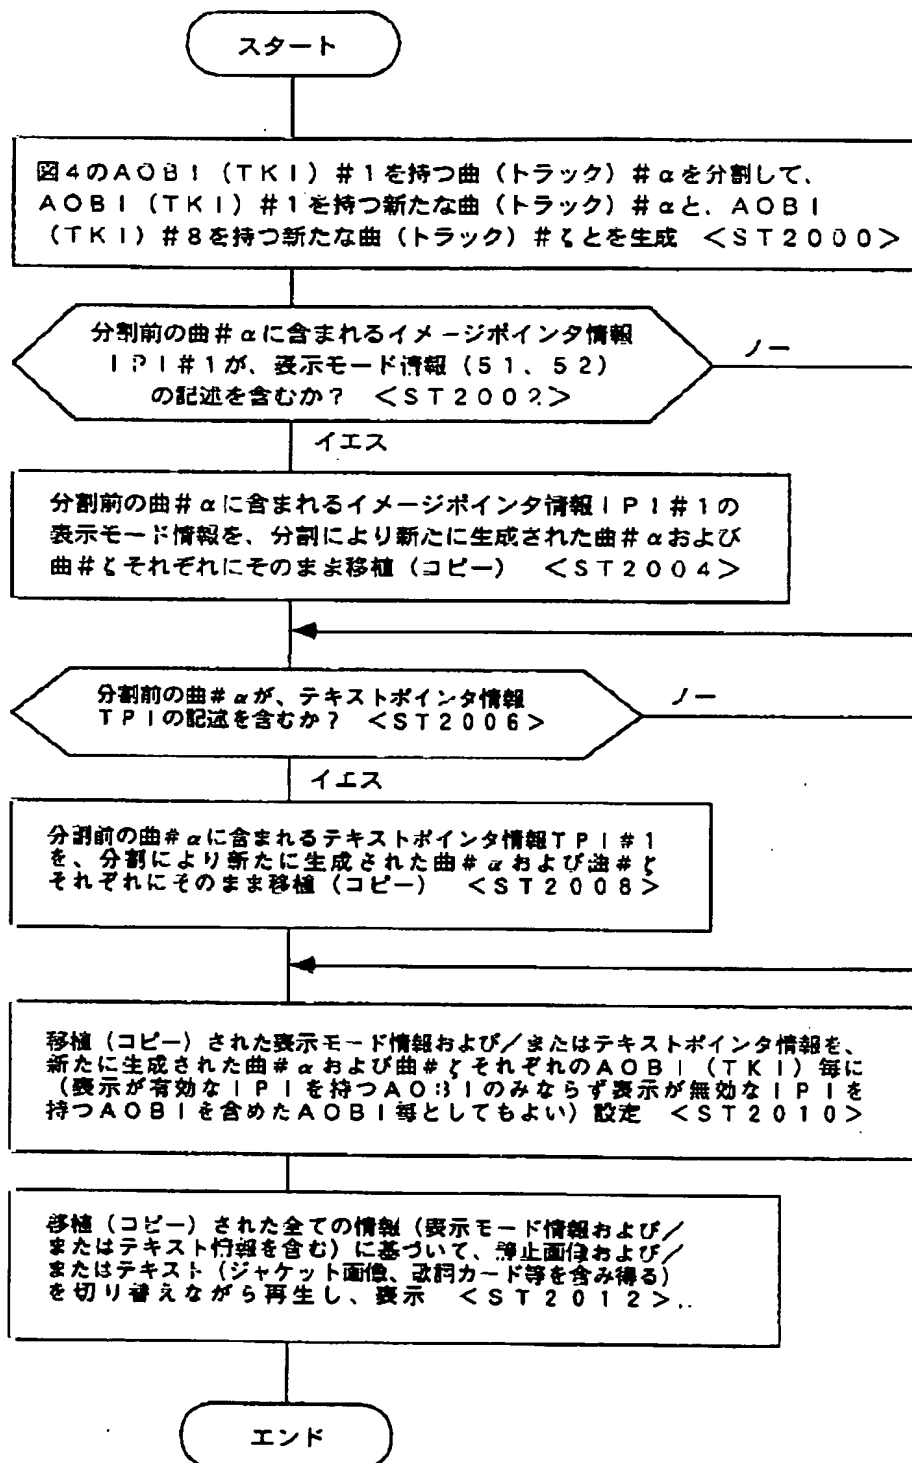 スタート
図4のAOBI（TKI）#1を持つ曲（トラック）#αを分割して、
AOBI（TKI）#1を持つ新たな曲（トラック）#αと、AOBI
（TKI）#8を持つ新たな曲（トラック）#ζとを生成　<ST2000>
分割前の曲#αに含まれるイメージポインタ情報
IPI#1が、表示モード情報（51、52）
の記述を含むか？　<ST2002>
ノー
イエス
分割前の曲#αに含まれるイメージポインタ情報IPI#1の
表示モード情報を、分割により新たに生成された曲#αおよび
曲#ζそれぞれにそのまま移植（コピー）　<ST2004>
分割前の曲#αが、テキストポインタ情報
TPIの記述を含むか？　<ST2006>
ノー
イエス
分割前の曲#αに含まれるテキストポインタ情報TPI#1
を、分割により新たに生成された曲#αおよび曲#ζ
それぞれにそのまま移植（コピー）　<ST2008>
移植（コピー）された表示モード情報および／またはテキストポインタ情報を、
新たに生成された曲#αおよび曲#ζそれぞれのAOBI（TKI）毎に
（表示が有効なIPIを持つAOBIのみならず表示が無効なIPIを
持つAOBIを含めたAOBI毎としてもよい）設定　<ST2010>
移植（コピー）された全ての情報（表示モード情報および／
またはテキスト情報を含む）に基づいて、静止画像および／
またはテキスト（ジャケット画像、歌詞カード等を含み得る）
を切り替えながら再生し、表示　<ST2012>
エンド